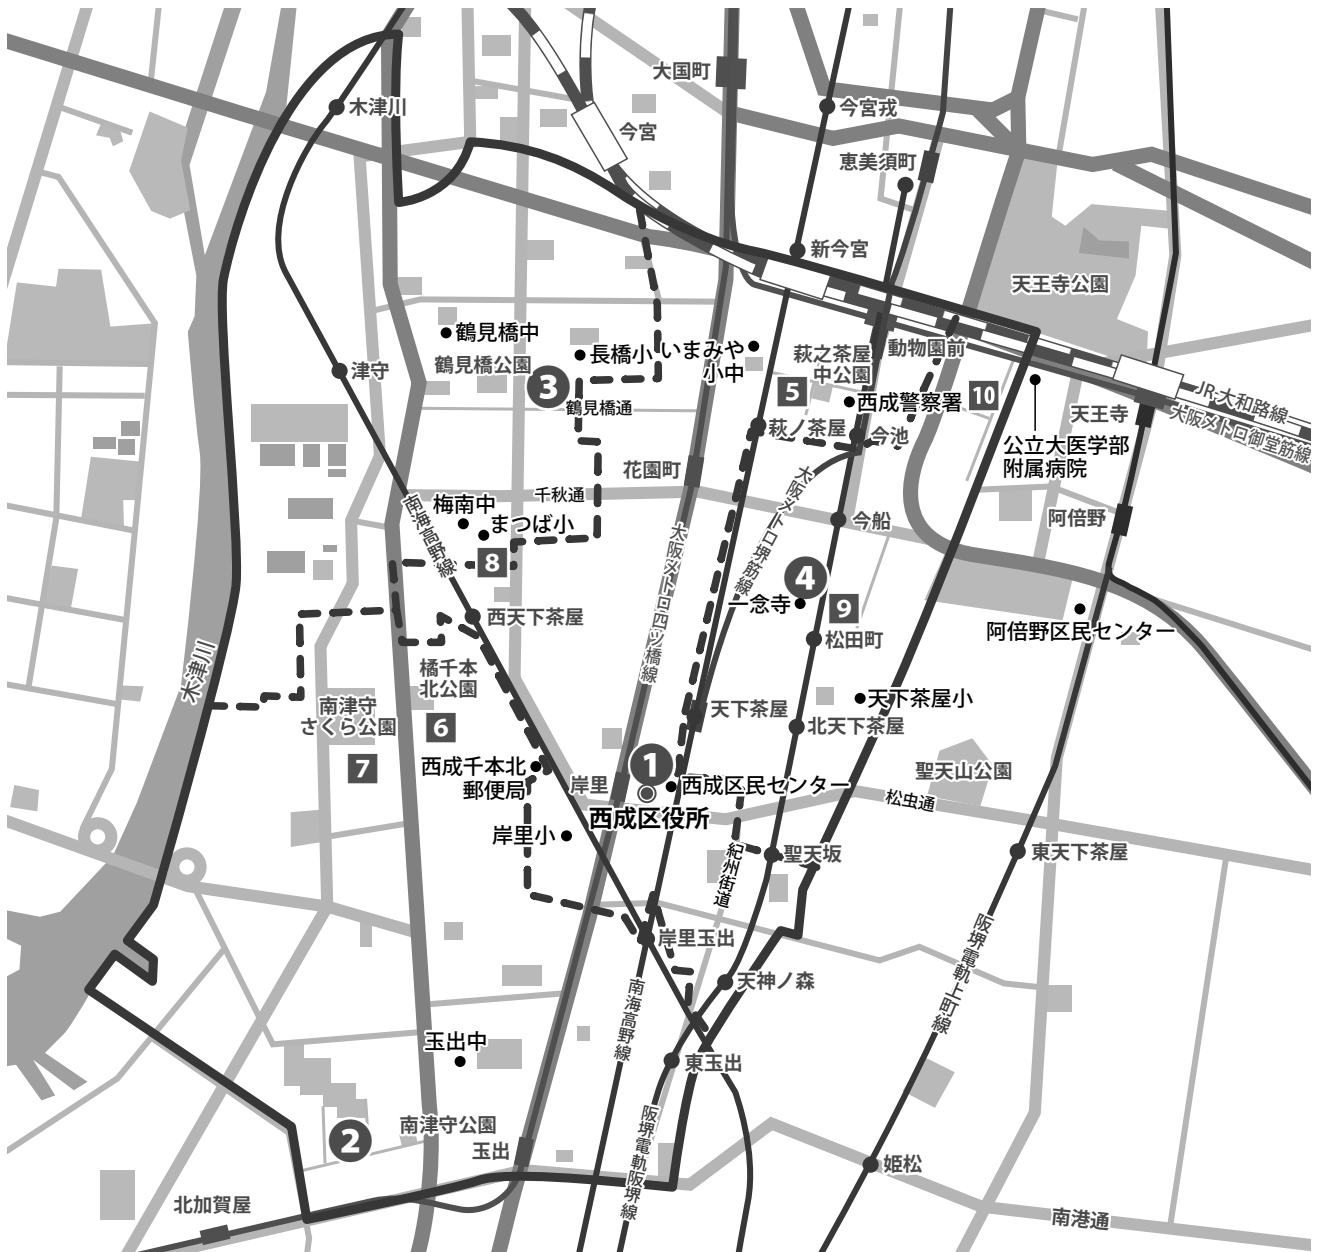 大国町
木津川
今宮
今宮戎
恵美須町
新今宮
天王寺公園
鶴見橋中
鶴見橋公園
長橋小
いまみや
小中
萩之茶屋
中公園
動物園前
津守
3
鶴見橋通
5
西成警察署
10
JR大和路線
大阪メトロ御堂筋線
天王寺
萩ノ茶屋
今池
公立大医学部
附属病院
花園町
千秋通
大阪メトロ堺筋線
南海高野線
梅南中
まつば小
8
今船
阿倍野
大阪メトロ四ツ橋線
4
一念寺
9
西天下茶屋
松田町
阿倍野区民センター
木津川
橘千本
北公園
南津守
さくら公園
6
7
天下茶屋
天下茶屋小
北天下茶屋
西成千本北
郵便局
岸里
1
西成区民センター
西成区役所
聖天山公園
松虫通
岸里小
聖天坂
紀州街道
東天下茶屋
岸里玉出
天神ノ森
阪堺電軌上町線
南海高野線
玉出中
東玉出
阪堺電軌阪堺線
南津守公園
2
玉出
姫松
北加賀屋
南港通